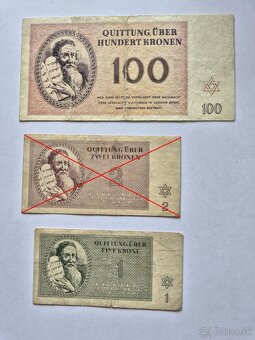 QUITTUNG ÜBER
HUNDERT KRONEN
100
100
QUITTUNG ÜBER
ZWEI KRONEN
2
2
QUITTUNG ÜBER
EINE KRONE
1
1